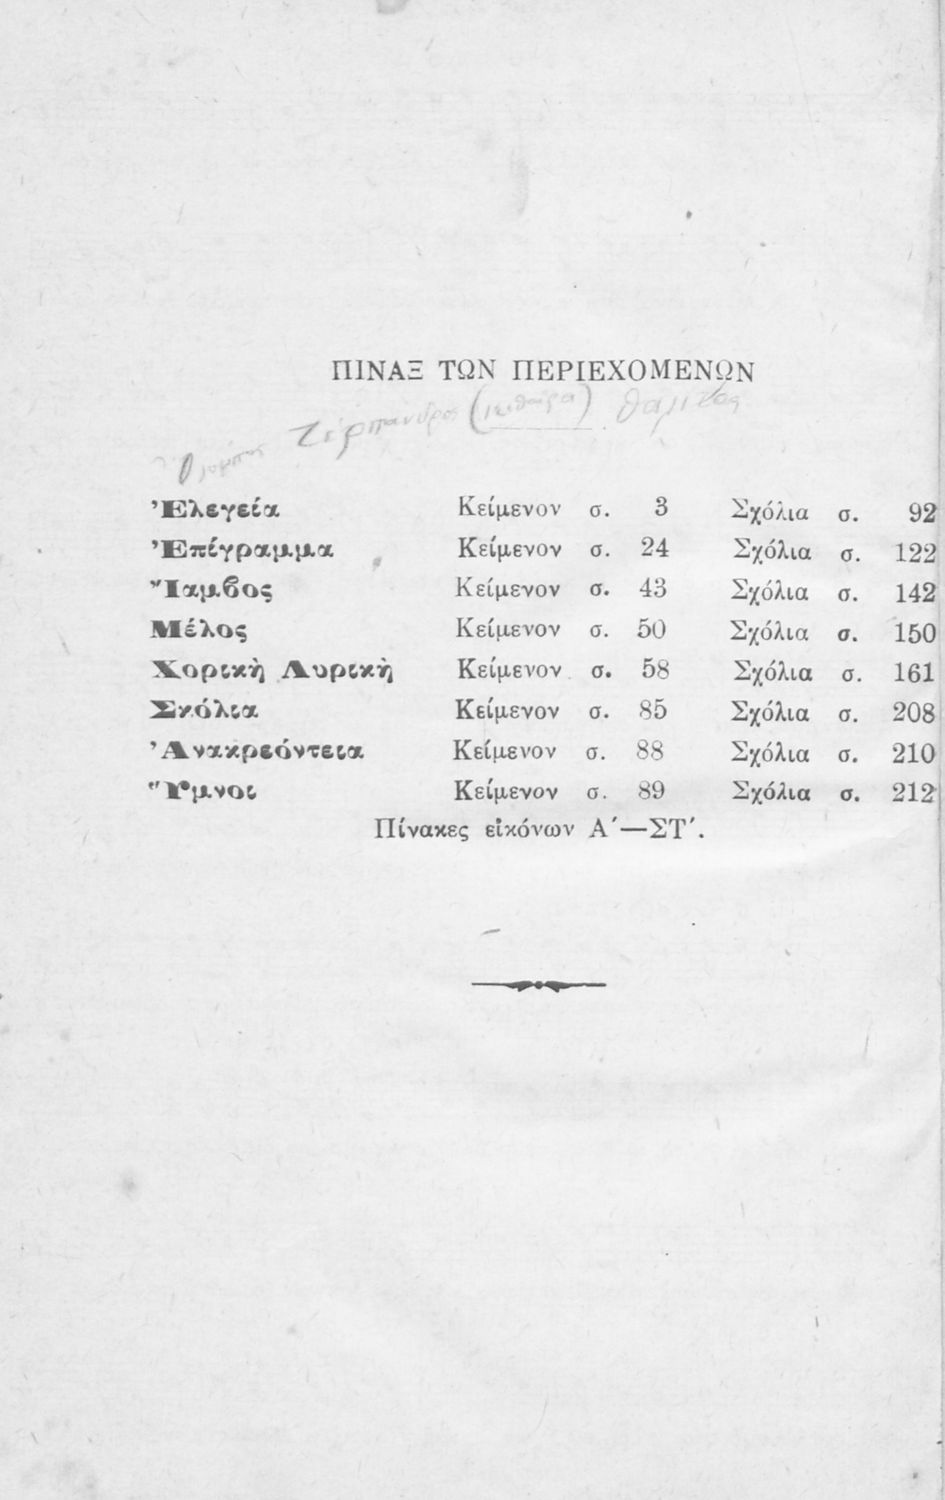 ΠΙΝΑΞ ΤΩΝ ΠΕΡΙΕΧΟΜΕΝΩΝ
Τέρπανδρος (κιθάρα)
Ἐλεγεία Κείμενον σ. 3 Σχόλια σ. 92
Ἐπίγραμμα Κείμενον σ. 24 Σχόλια σ. 122
Ἴαμβος Κείμενον σ. 43 Σχόλια σ. 142
Μέλος Κείμενον σ. 50 Σχόλια σ. 150
Χορικὴ Λυρικὴ Κείμενον σ. 58 Σχόλια σ. 161
Σκόλια Κείμενον σ. 85 Σχόλια σ. 208
Ἀνακρεόντεια Κείμενον σ. 88 Σχόλια σ. 210
Ὕμνοι Κείμενον σ. 89 Σχόλια σ. 212
Πίνακες εἰκόνων Α΄—ΣΤ΄.